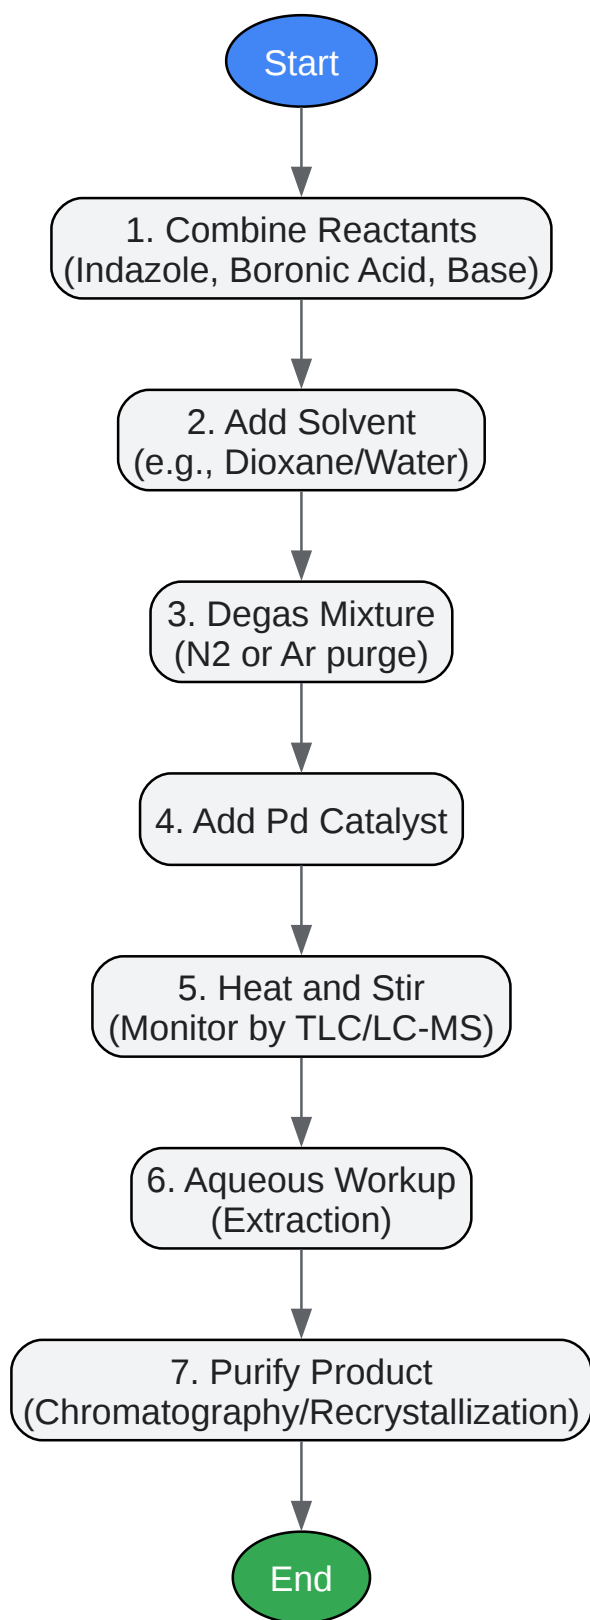 Start
1. Combine Reactants
(Indazole, Boronic Acid, Base)
2. Add Solvent
(e.g., Dioxane/Water)
3. Degas Mixture
(N2 or Ar purge)
4. Add Pd Catalyst
5. Heat and Stir
(Monitor by TLC/LC-MS)
6. Aqueous Workup
(Extraction)
7. Purify Product
(Chromatography/Recrystallization)
End